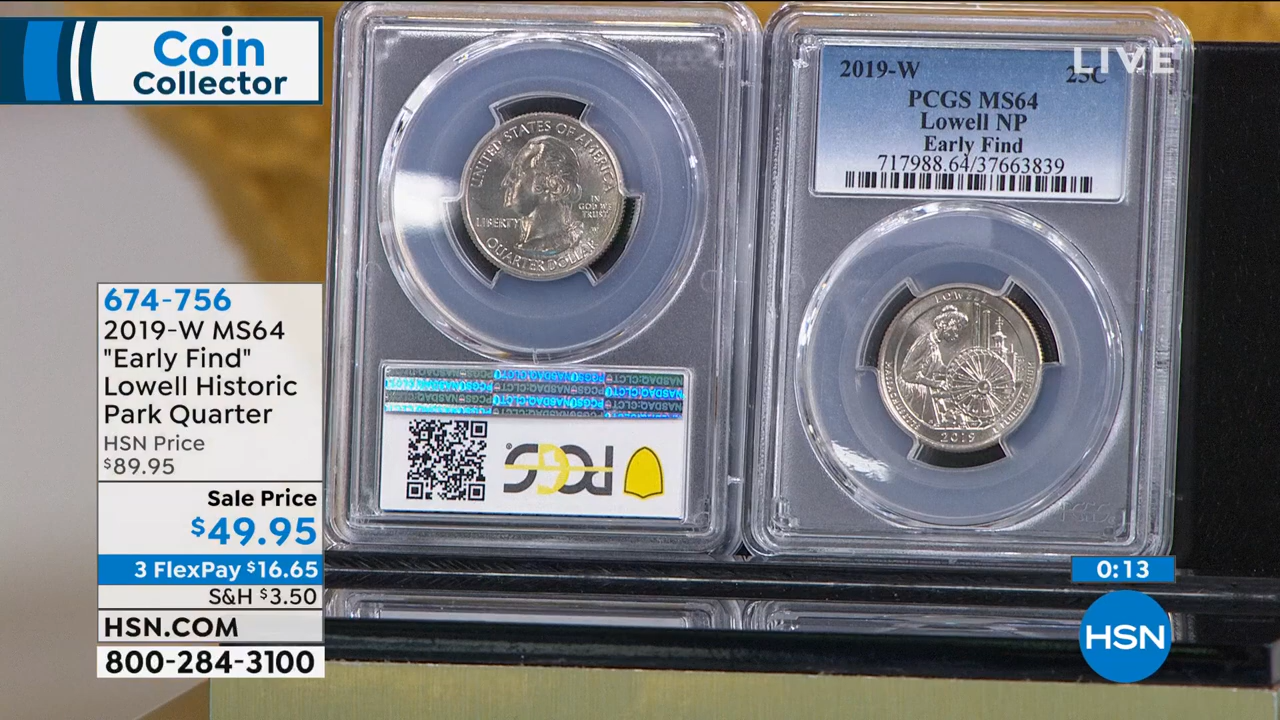 Coin
Collector
LIVE
UNITED STATES OF AMERICA
LIBERTY
IN
GOD WE
TRUST
QUARTER DOLLAR
2019-W 25C
PCGS MS64
Lowell NP
Early Find
717988.64/37663839
LOWELL
2019
674-756
2019-W MS64
"Early Find"
Lowell Historic
Park Quarter
HSN Price
$89.95
Sale Price
$49.95
3 FlexPay $16.65
S&H $3.50
HSN.COM
800-284-3100
PCGS
0:13
HSN